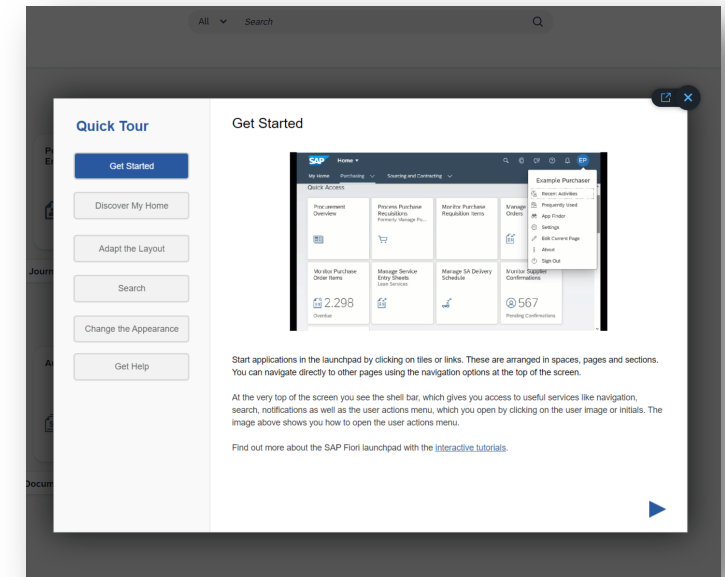 All
Search
Quick Tour
Get Started
Discover My Home
Adapt the Layout
Search
Change the Appearance
Get Help
Get Started
SAP Home
My Home Purchasing Sourcing and Contracting
EP
Quick Access
Procurement
Overview
Process Purchase
Requisitions
Formerly Manage Pu...
Monitor Purchase
Requisition Items
Manage
Orders
Example Purchaser
Recent Activities
Frequently Used
App Finder
Settings
Edit Current Page
About
Sign Out
Monitor Purchase
Order Items
2.298
Overdue
Manage Service
Entry Sheets
Lean Services
Manage SA Delivery
Schedule
Monitor Supplier
Confirmations
567
Pending Confirmations
Start applications in the launchpad by clicking on tiles or links. These are arranged in spaces, pages and sections.
You can navigate directly to other pages using the navigation options at the top of the screen.
At the very top of the screen you see the shell bar, which gives you access to useful services like navigation,
search, notifications as well as the user actions menu, which you open by clicking on the user image or initials. The
image above shows you how to open the user actions menu.
Find out more about the SAP Fiori launchpad with the interactive tutorials.
Journ
Docum